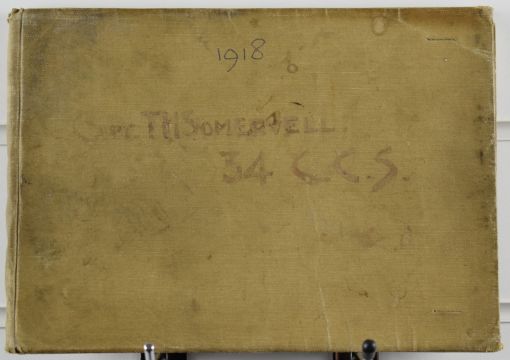 1918
Capt. T H SOMERVELL.
34 C.C.S.